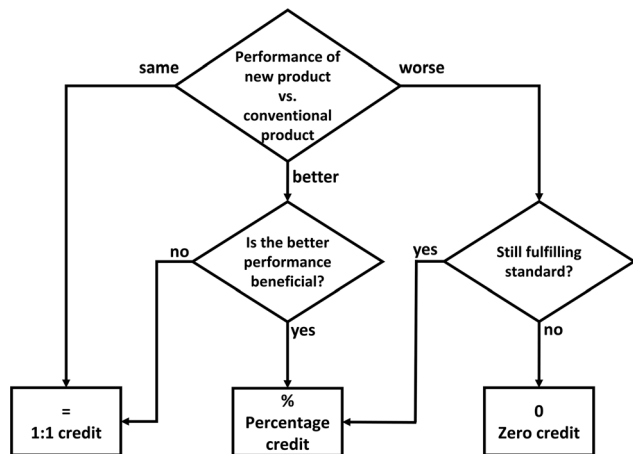 Performance of
new product
vs.
conventional
product
same
worse
better
Is the better
performance
beneficial?
no
yes
Still fulfilling
standard?
yes
no
=
1:1 credit
%
Percentage
credit
0
Zero credit